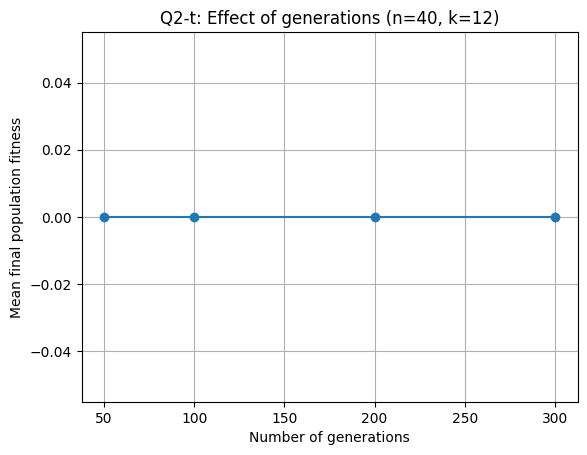 Q2-t: Effect of generations (n=40, k=12)
Mean final population fitness
0.04
0.02
0.00
−0.02
−0.04
50 100 150 200 250 300
Number of generations